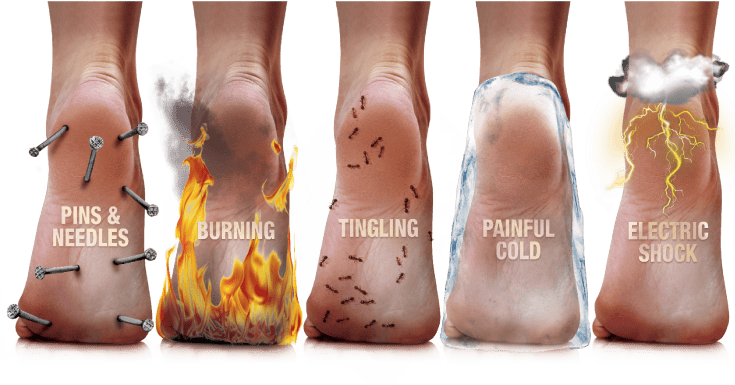 PINS &
NEEDLES
BURNING
TINGLING
PAINFUL
COLD
ELECTRIC
SHOCK